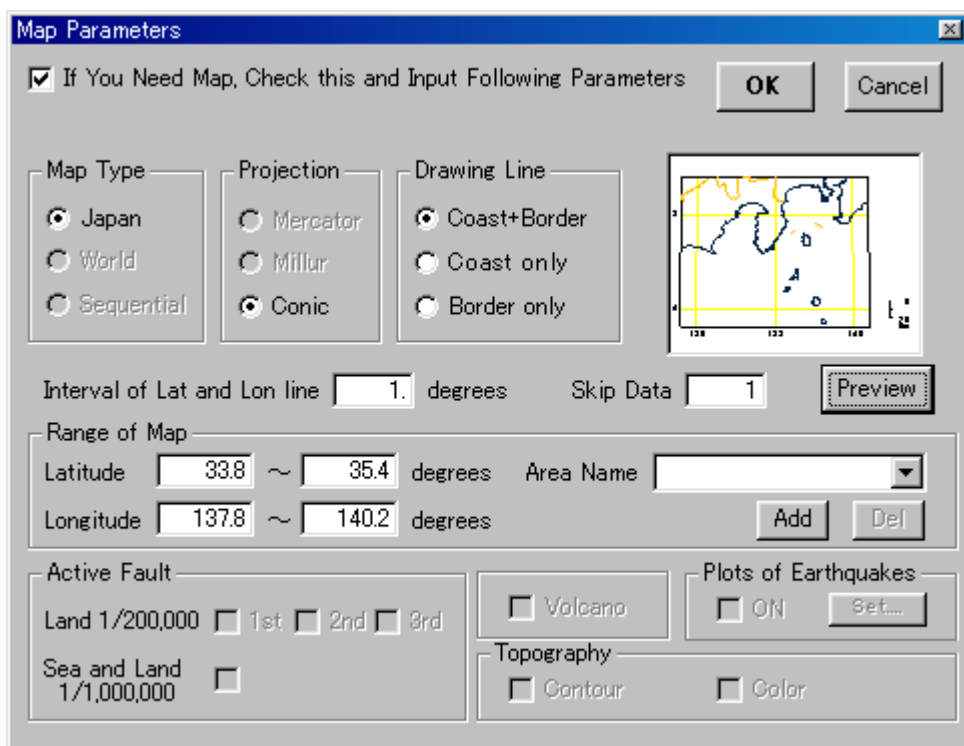 Map Parameters
If You Need Map, Check this and Input Following Parameters
OK
Cancel
Map Type
Japan
World
Sequential
Projection
Mercator
Millur
Conic
Drawing Line
Coast+Border
Coast only
Border only
Interval of Lat and Lon line 1. degrees
Skip Data 1
Preview
Range of Map
Latitude 33.8 ～ 35.4 degrees
Area Name
Longitude 137.8 ～ 140.2 degrees
Add
Del
Active Fault
Land 1/200,000 1st 2nd 3rd
Sea and Land
1/1,000,000
Volcano
Plots of Earthquakes
ON
Set....
Topography
Contour
Color